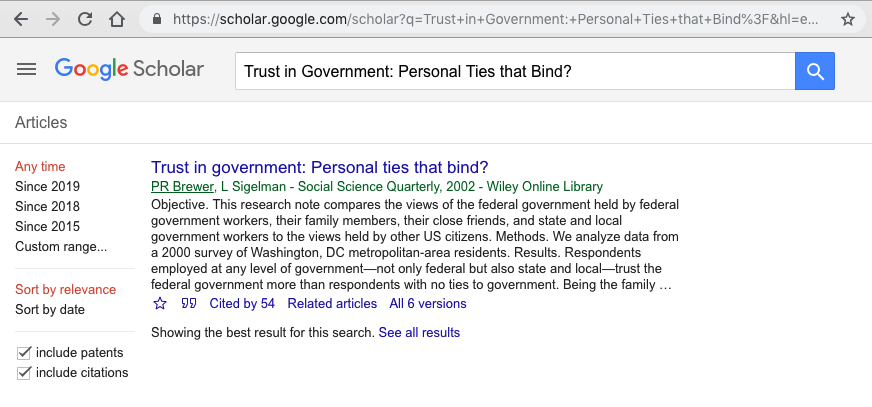 https://scholar.google.com/scholar?q=Trust+in+Government:+Personal+Ties+that+Bind%3F&hl=e...
Google Scholar
Trust in Government: Personal Ties that Bind?
Articles
Any time
Since 2019
Since 2018
Since 2015
Custom range...
Sort by relevance
Sort by date
include patents
include citations
Trust in government: Personal ties that bind?
PR Brewer, L Sigelman - Social Science Quarterly, 2002 - Wiley Online Library
Objective. This research note compares the views of the federal government held by federal
government workers, their family members, their close friends, and state and local
government workers to the views held by other US citizens. Methods. We analyze data from
a 2000 survey of Washington, DC metropolitan-area residents. Results. Respondents
employed at any level of government—not only federal but also state and local—trust the
federal government more than respondents with no ties to government. Being the family …
Cited by 54 Related articles All 6 versions
Showing the best result for this search. See all results